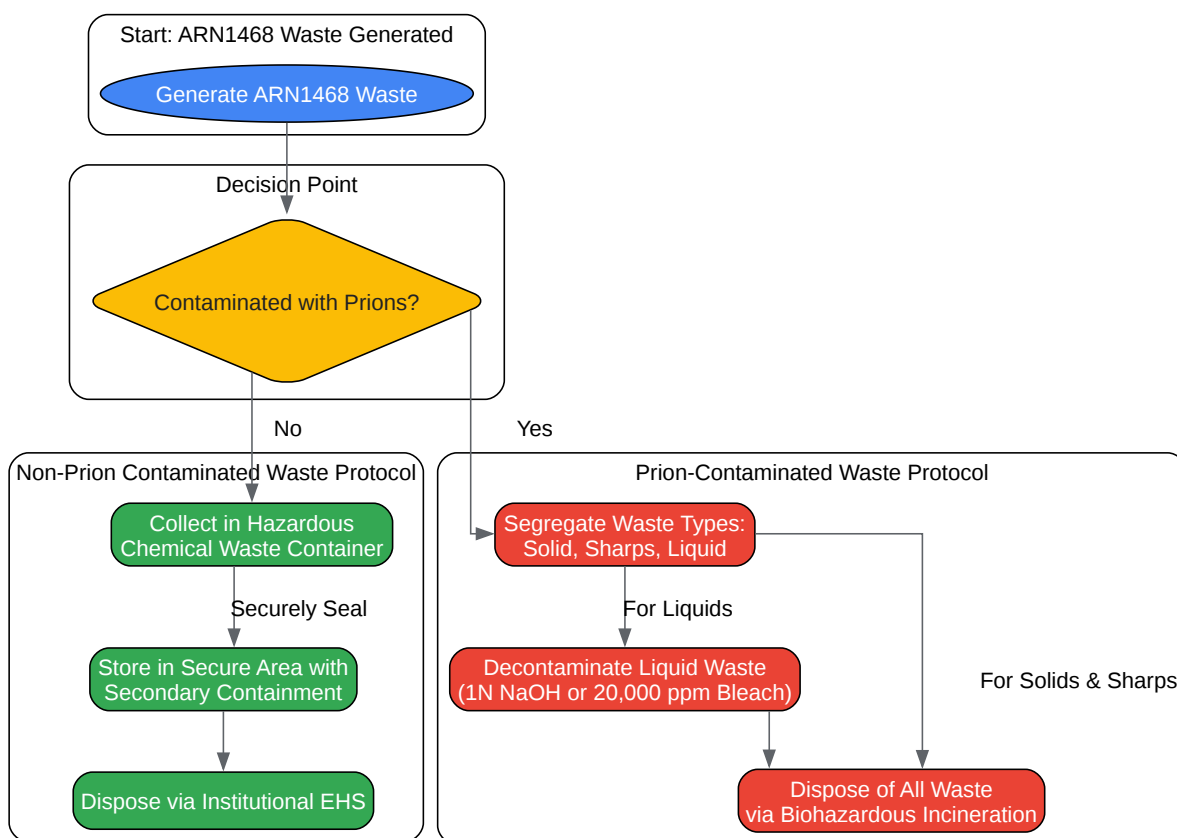 Start: ARN1468 Waste Generated
Generate ARN1468 Waste
Decision Point
Contaminated with Prions?
No
Yes
Non-Prion Contaminated Waste Protocol
Collect in Hazardous
Chemical Waste Container
Securely Seal
Store in Secure Area with
Secondary Containment
Dispose via Institutional EHS
Prion-Contaminated Waste Protocol
Segregate Waste Types:
Solid, Sharps, Liquid
For Liquids
Decontaminate Liquid Waste
(1N NaOH or 20,000 ppm Bleach)
For Solids & Sharps
Dispose of All Waste
via Biohazardous Incineration